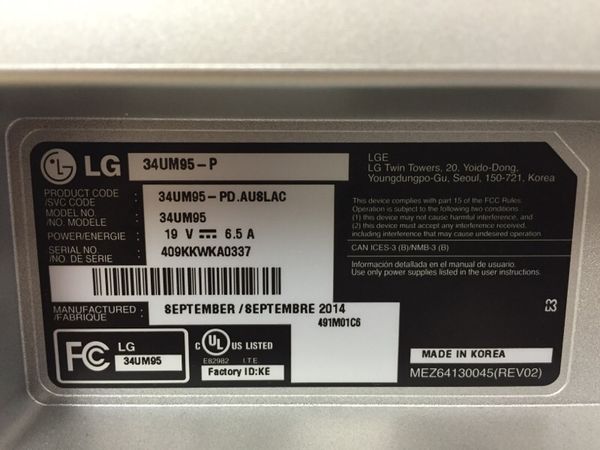 LG 34UM95-P
PRODUCT CODE /SVC CODE : 34UM95-PD.AU8LAC
MODEL NO. /NO. MODELE : 34UM95
POWER/ENERGIE : 19 V 6.5 A
SERIAL NO. /NO. DE SERIE : 409KKWKA0337
MANUFACTURED /FABRIQUE : SEPTEMBER/SEPTEMBRE 2014
491M01C6
FC LG
34UM95
C UL US LISTED
E82982 I.T.E.
Factory ID:KE
LGE
LG Twin Towers, 20, Yoido-Dong,
Youngdungpo-Gu, Seoul, 150-721, Korea
This device complies with part 15 of the FCC Rules.
Operation is subject to the following two conditions:
(1) this device may not cause harmful interference, and
(2) this device must accept any interference received,
including interference that may cause undesired operation.
CAN ICES-3 (B)/NMB-3 (B)
Información detallada en el manual de usuario.
Use only power supplies listed in the user instructions.
MADE IN KOREA
MEZ64130045(REV02)